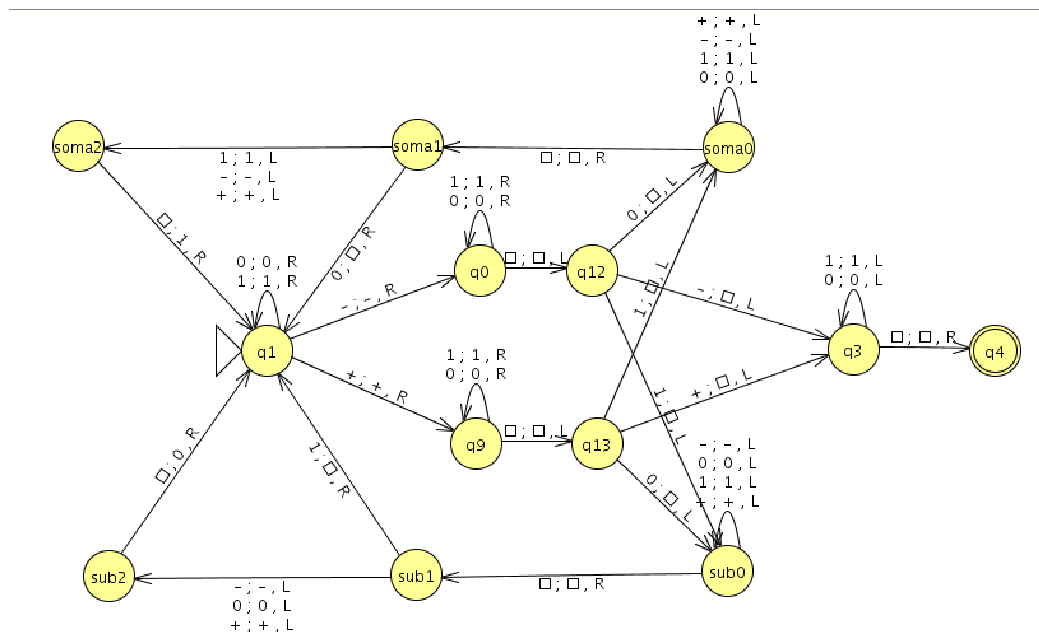 + ; + , L
- ; - , L
1 ; 1 , L
0 ; 0 , L
soma2
soma1
soma0
1 ; 1 , L
- ; - , L
+ ; + , L
□ ; □ , R
1 ; 1 , R
0 ; 0 , R
0 ; □ , L
□ ; 1 , R
0 ; □ , R
0 ; 0 , R
1 ; 1 , R
□ ; □ , L
q0
q12
1 ; 1 , L
0 ; 0 , L
- ; - , R
1 ; □ , L
- ; □ , L
q1
q3
□ ; □ , R
q4
1 ; 1 , R
0 ; 0 , R
+ ; + , R
+ ; □ , L
1 ; □ , L
q9
□ ; □ , L
q13
□ ; 0 , R
1 ; □ , R
0 ; □ , L
- ; - , L
0 ; 0 , L
1 ; 1 , L
+ ; + , L
sub2
sub1
sub0
- ; - , L
0 ; 0 , L
+ ; + , L
□ ; □ , R